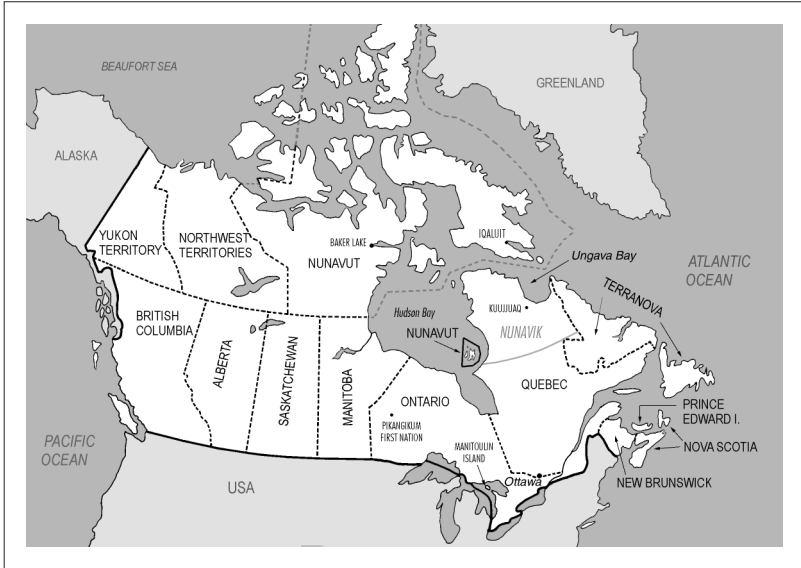 BEAUFORT SEA
GREENLAND
ALASKA
YUKON
TERRITORY
NORTHWEST
TERRITORIES
BAKER LAKE
NUNAVUT
IQALUIT
Ungava Bay
ATLANTIC
OCEAN
TERRANOVA
KUUJJUAQ
NUNAVIK
Hudson Bay
NUNAVUT
BRITISH
COLUMBIA
ALBERTA
SASKATCHEWAN
MANITOBA
ONTARIO
PIKANGIKUM
FIRST NATION
QUEBEC
PRINCE
EDWARD I.
NOVA SCOTIA
NEW BRUNSWICK
MANITOULIN
ISLAND
Ottawa
PACIFIC
OCEAN
USA